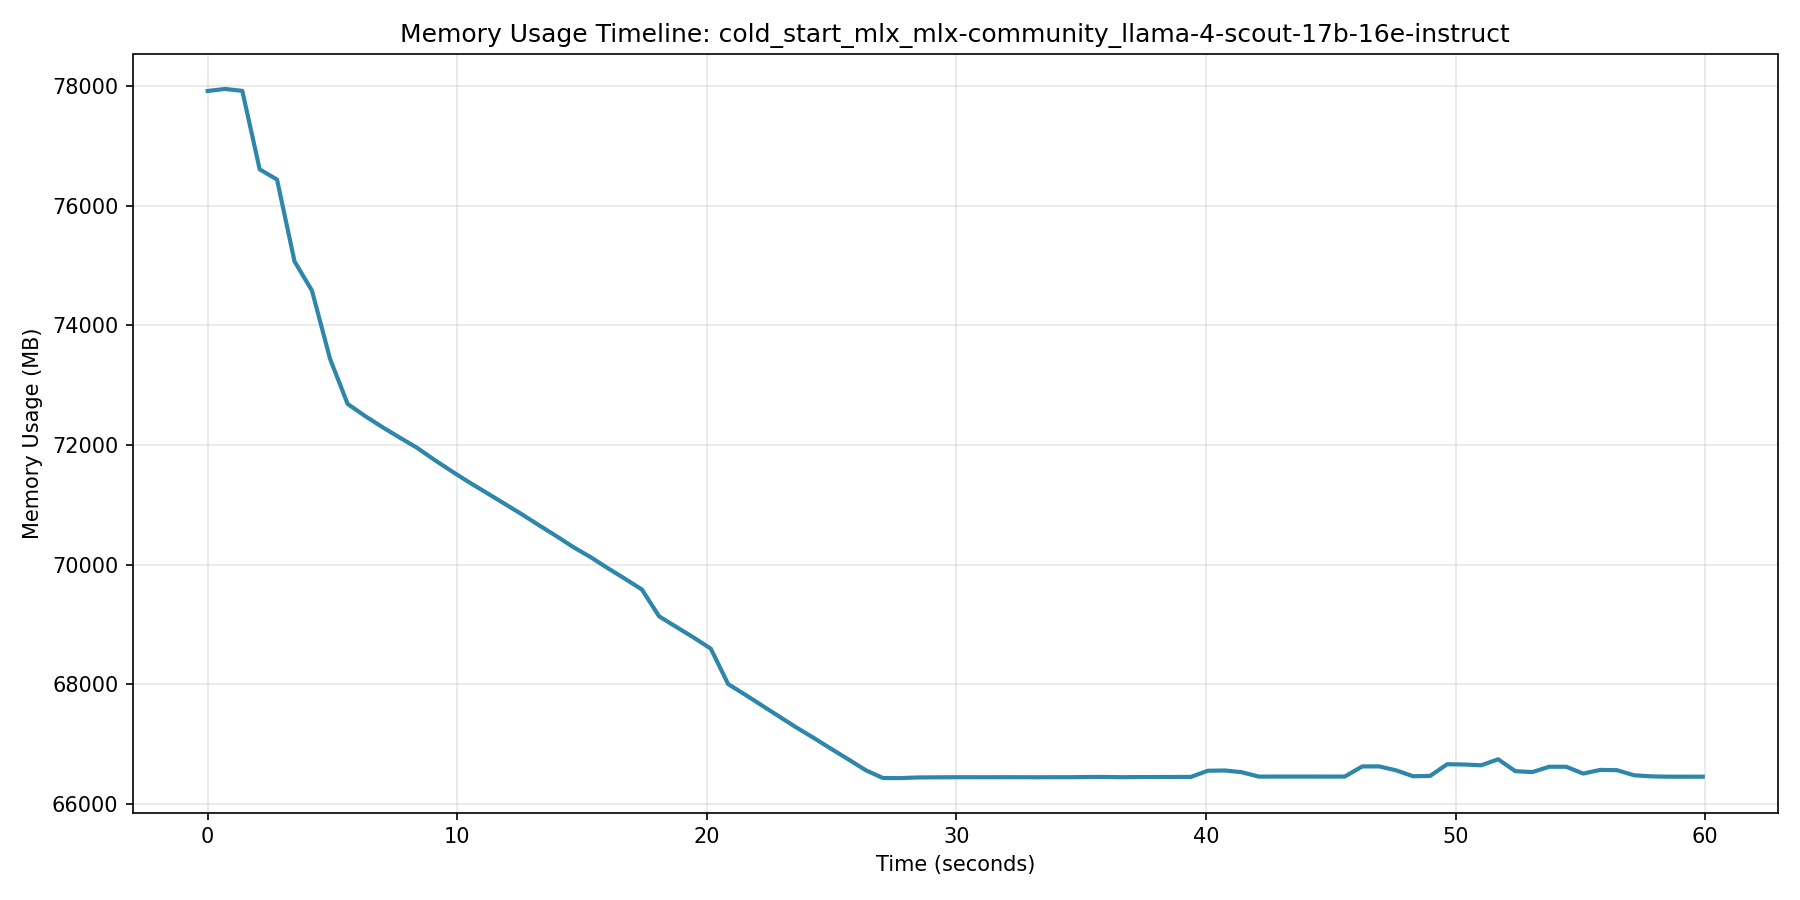 Memory Usage Timeline: cold_start_mlx_mlx-community_llama-4-scout-17b-16e-instruct
Memory Usage (MB)
78000
76000
74000
72000
70000
68000
66000
0 10 20 30 40 50 60
Time (seconds)